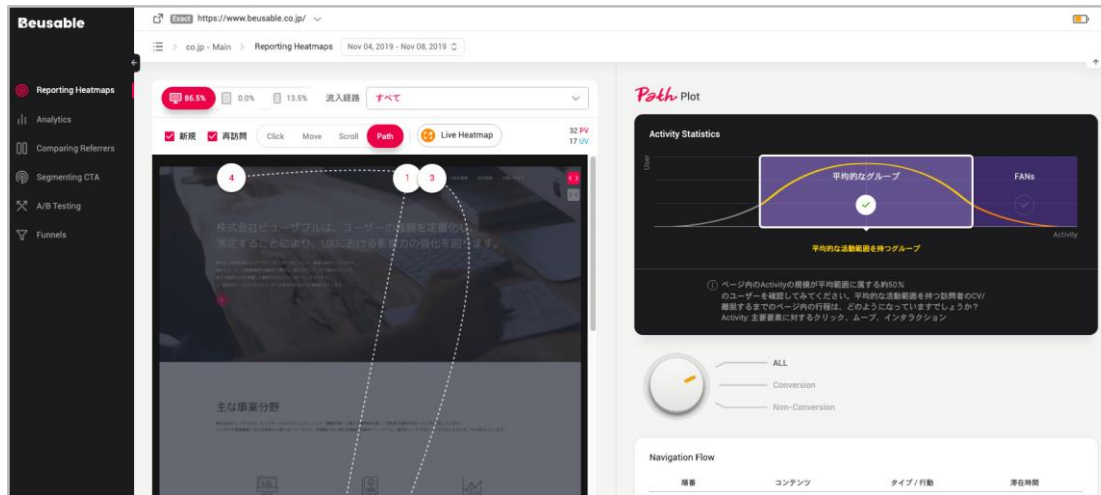 Beusable
Exact https://www.beusable.co.jp/
co.jp - Main > Reporting Heatmaps Nov 04, 2019 - Nov 08, 2019
Reporting Heatmaps
Analytics
Comparing Referrers
Segmenting CTA
A/B Testing
Funnels
86.5% 0.0% 13.5% 流入経路 すべて
新規 再訪問 Click Move Scroll Path Live Heatmap 32 PV
17 UV
4 1 3
株式会社ビューザブルは、ユーザーの経験を定量化し、
測定することにより、UXにおける影響力の強化を図ります。
主な事業分野
Path Plot
Activity Statistics
User
平均的なグループ FANs
Activity
平均的な活動範囲を持つグループ
ページ内のActivityの規模が平均範囲に属する約50%
のユーザーを確認してみてください。平均的な活動範囲を持つ訪問者のCV/
離脱するまでのページ内の行程は、どのようになっていますでしょうか？
Activity: 主要要素に対するクリック、ムーブ、インタラクション
ALL
Conversion
Non-Conversion
Navigation Flow
順番 コンテンツ タイプ / 行動 滞在時間